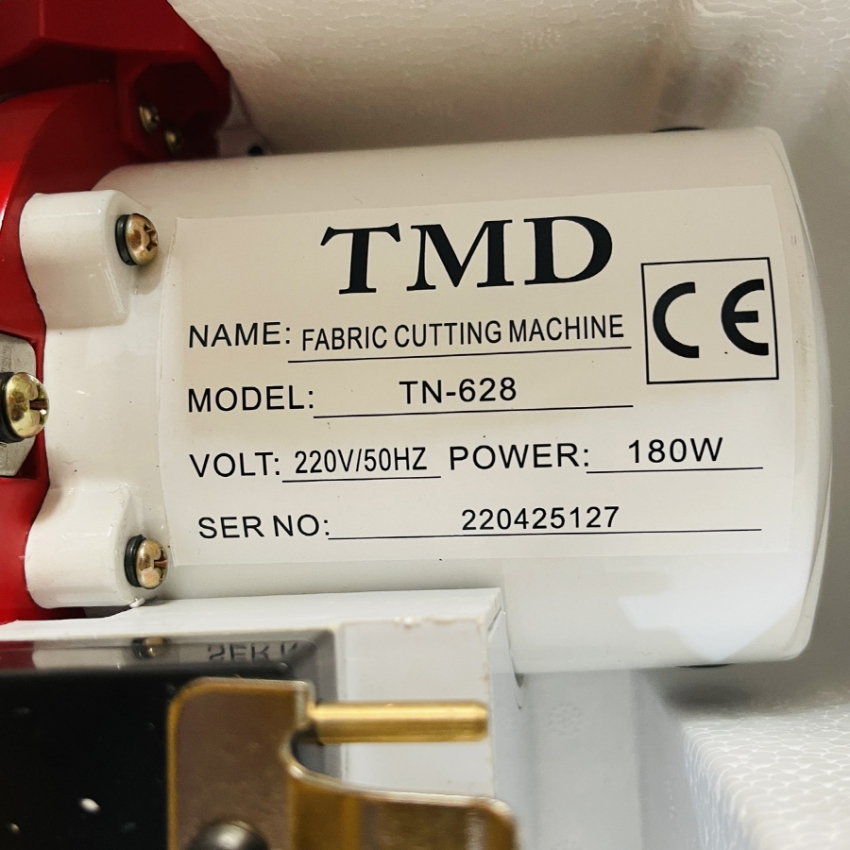 TMD
CE
NAME: FABRIC CUTTING MACHINE
MODEL: TN-628
VOLT: 220V/50HZ POWER: 180W
SER NO: 220425127